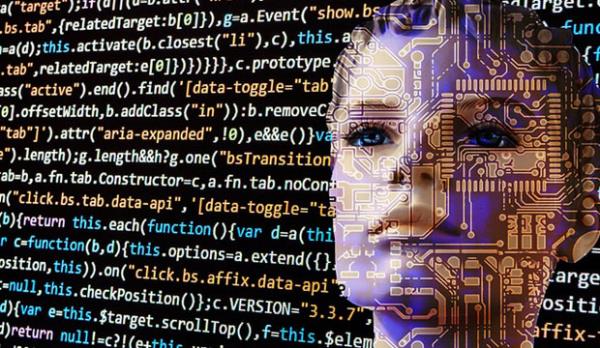 a("target");if(d||(d=b.attr(
.bs.tab",{relatedTarget:b[0]}),g=a.Event("show.bs
=a(d);this.activate(b.closest("li"),c),this.a
",relatedTarget:e[0]})})}}},c.prototype.
lass("active").end().find('[data-toggle="tab
].offsetWidth,b.addClass("in")):b.removeC
"tab"]').attr("aria-expanded",!0),e&&e()}va
").length);g.length&&h?g.one("bsTransition
.tab=b,a.fn.tab.Constructor=c,a.fn.tab.noCon
n("click.bs.tab.data-api",'[data-toggle="ta
b){return this.each(function(){var d=a(th
r c=function(b,d){this.options=a.extend({}
osition,this)).on("click.bs.affix.data-api"
t=null,this.checkPosition()};c.VERSION="3.3.7",
){var e=this.$target.scrollTop(),f=this.$elem
return null!=c?!(e+this